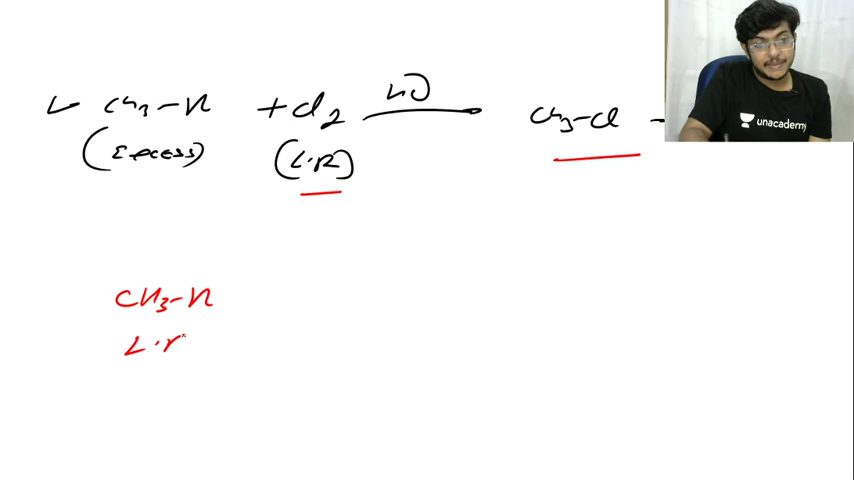 CH3-H + Cl2 hν CH3-Cl
(Excess) (L.R)
unacademy
CH3-H
L.r